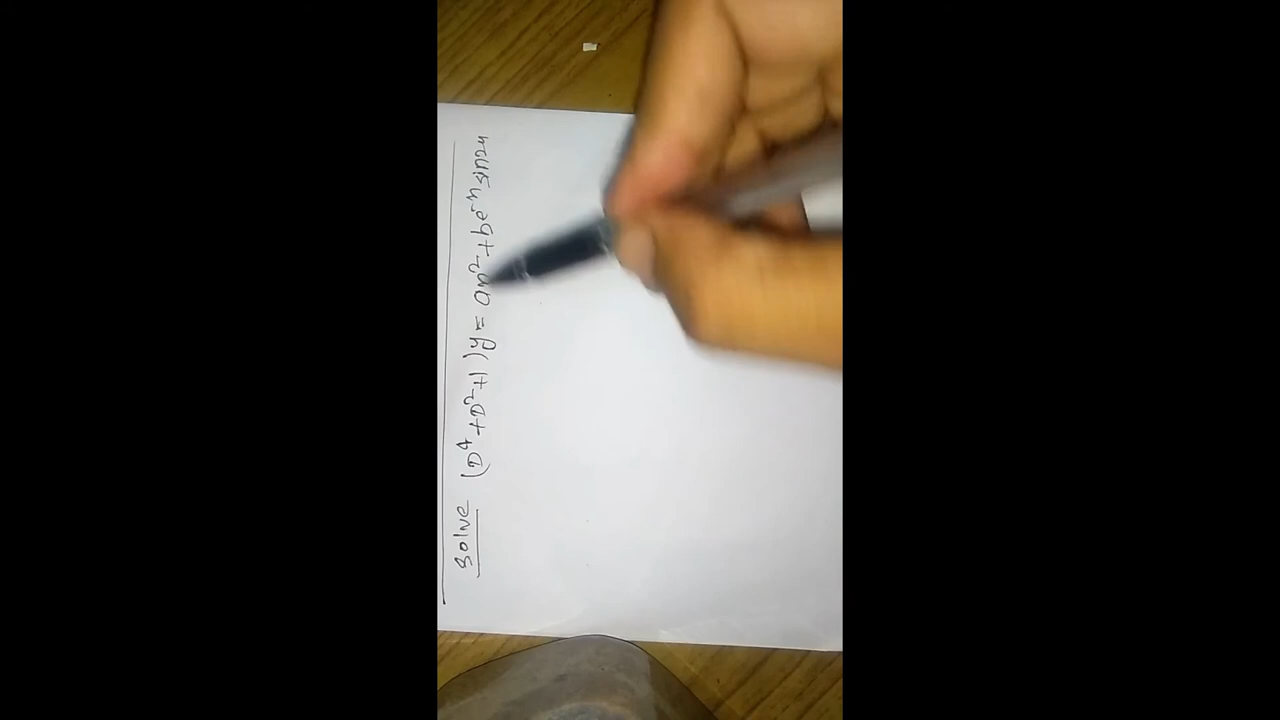 Solve (D⁴+D²+1)y = ax²+be⁻ˣsin2x